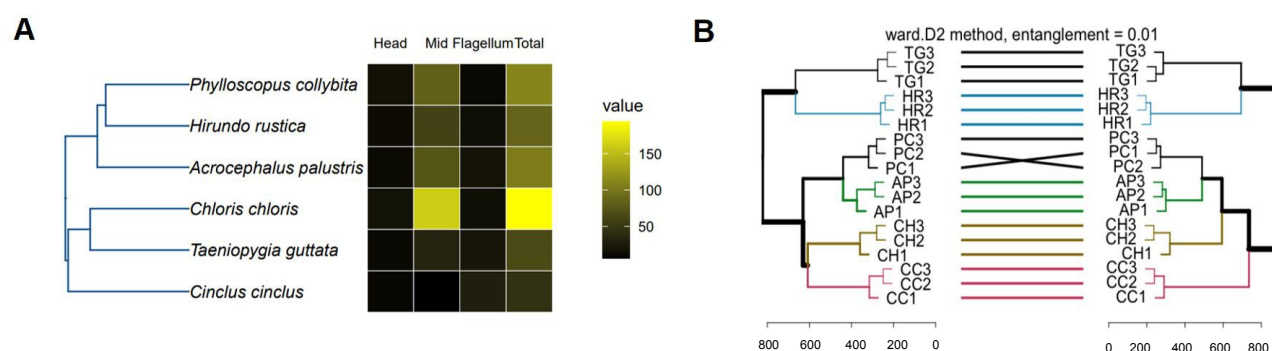 A
Head Mid Flagellum Total
Phylloscopus collybita
Hirundo rustica
Acrocephalus palustris
Chloris chloris
Taeniopygia guttata
Cinclus cinclus
value
150
100
50
B
ward.D2 method, entanglement = 0.01
TG3
TG2
TG1
HR3
HR2
HR1
PC3
PC2
PC1
AP3
AP2
AP1
CH3
CH2
CH1
CC3
CC2
CC1
800 600 400 200 0
TG3
TG2
TG1
HR3
HR2
HR1
PC3
PC1
PC2
AP3
AP2
AP1
CH3
CH2
CH1
CC3
CC2
CC1
0 200 400 600 800